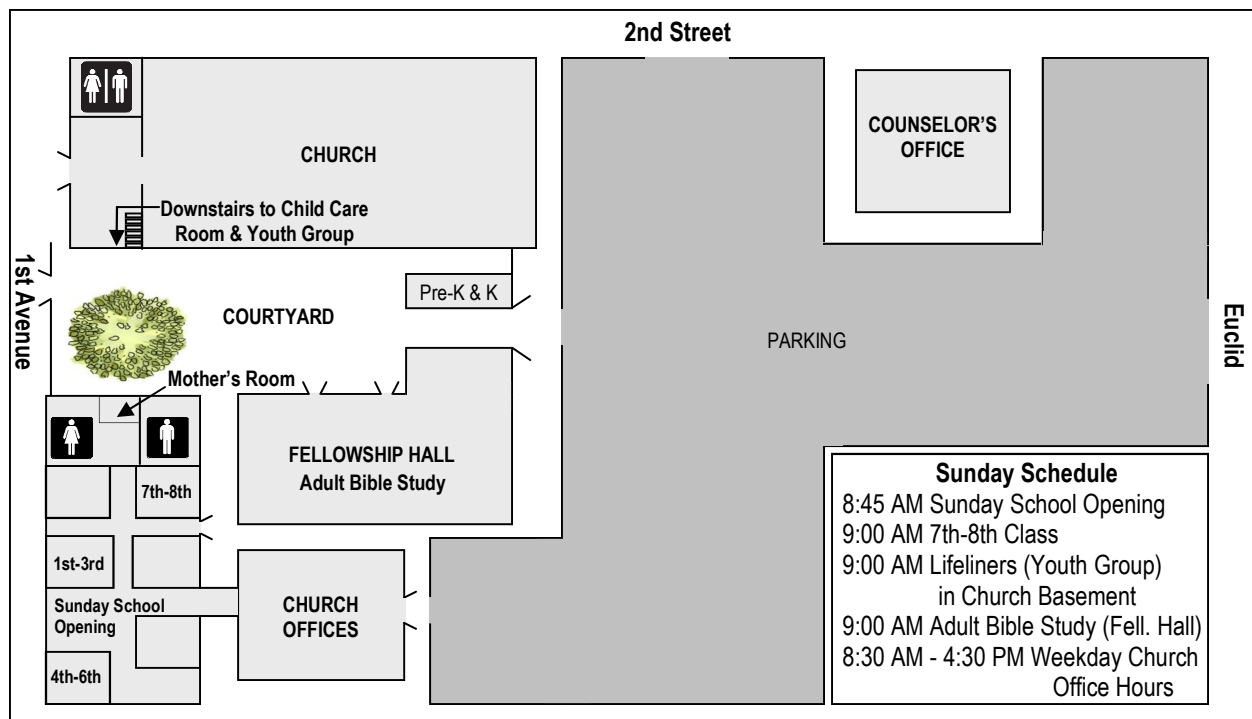 2nd Street
CHURCH
COUNSELOR'S
OFFICE
Downstairs to Child Care
Room & Youth Group
1st Avenue
Pre-K & K
COURTYARD
PARKING
Euclid
Mother's Room
FELLOWSHIP HALL
Adult Bible Study
7th-8th
1st-3rd
Sunday School
Opening
4th-6th
CHURCH
OFFICES
Sunday Schedule
8:45 AM Sunday School Opening
9:00 AM 7th-8th Class
9:00 AM Lifeliners (Youth Group)
in Church Basement
9:00 AM Adult Bible Study (Fell. Hall)
8:30 AM - 4:30 PM Weekday Church
Office Hours